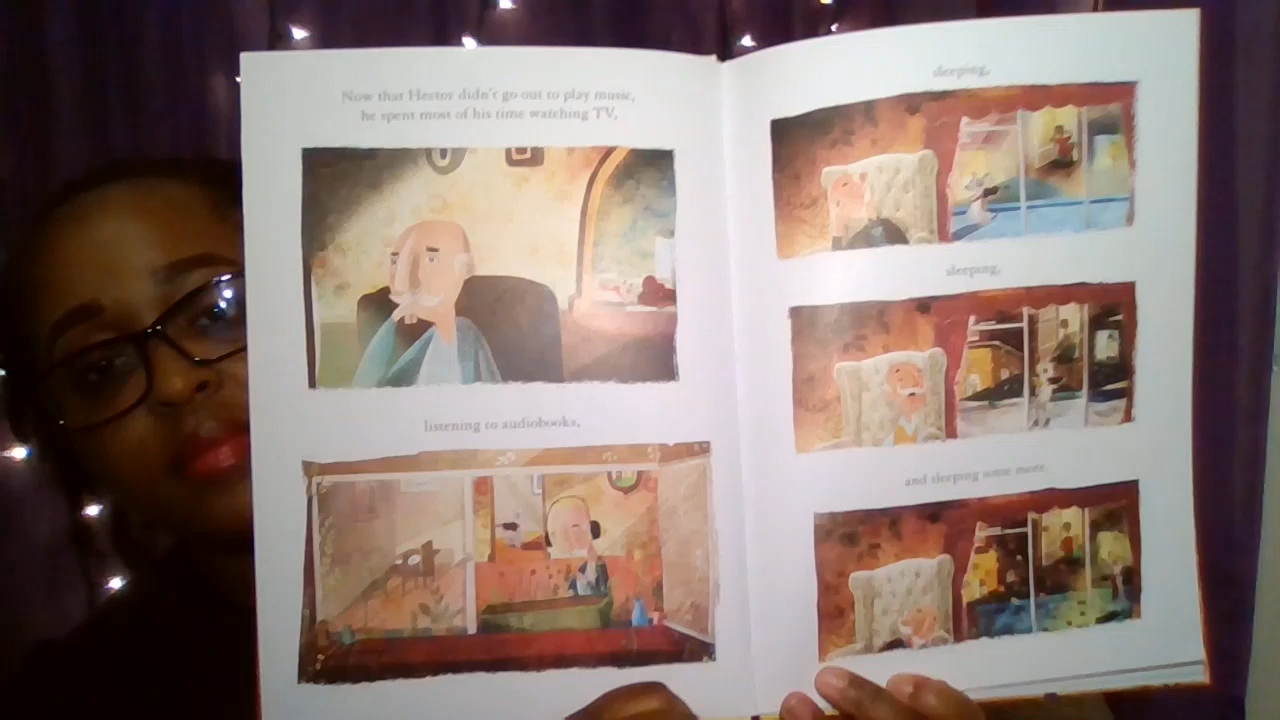 Now that Hector didn't go out to play music,
he spent most of his time watching TV,
listening to audiobooks,
sleeping,
sleeping,
and sleeping some more.